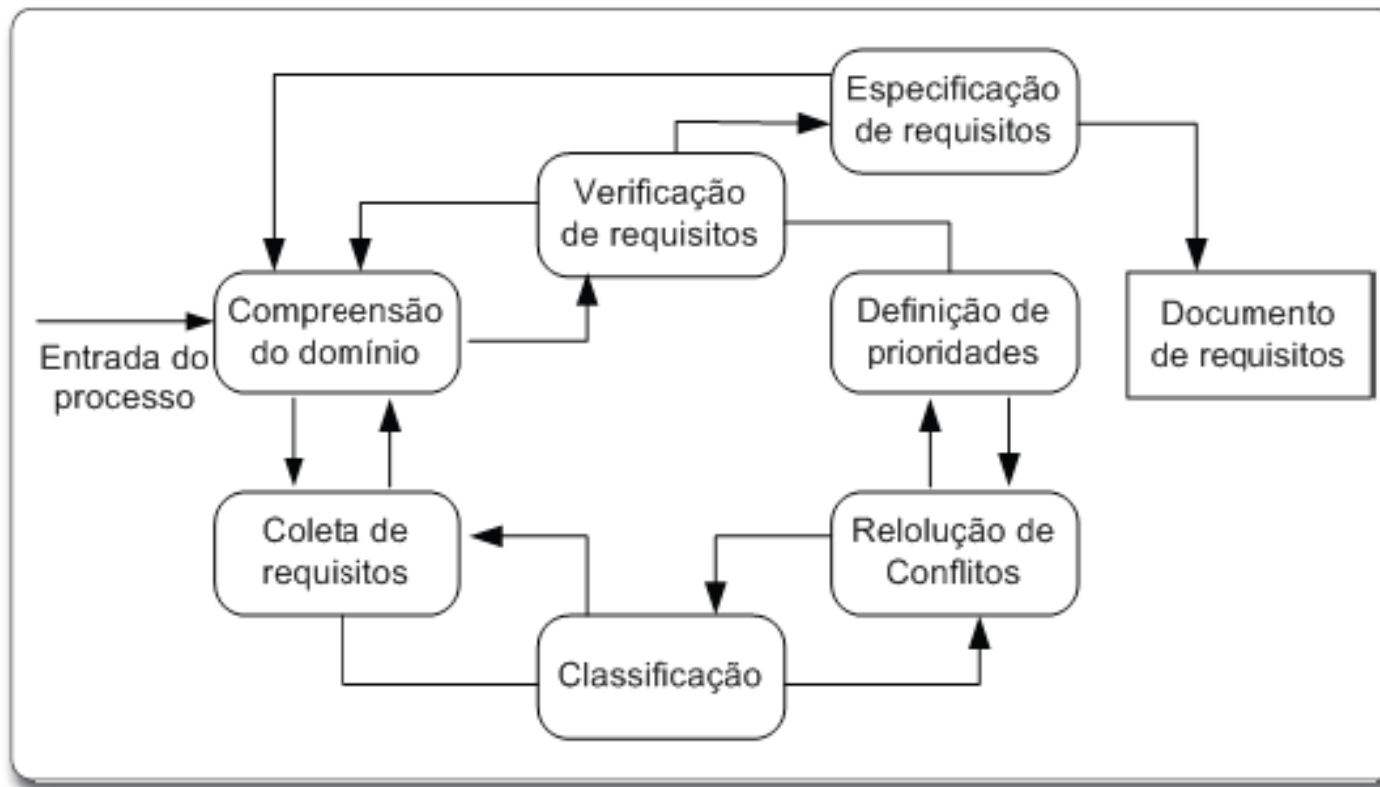 Especificação
de requisitos
Verificação
de requisitos
Compreensão
do domínio
Definição de
prioridades
Documento
de requisitos
Entrada do
processo
Coleta de
requisitos
Relolução de
Conflitos
Classificação